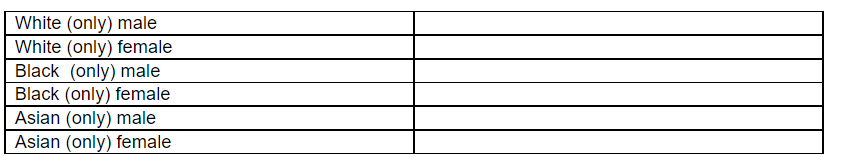 White (only) male
White (only) female
Black  (only) male
Black (only) female
Asian (only) male
Asian (only) female